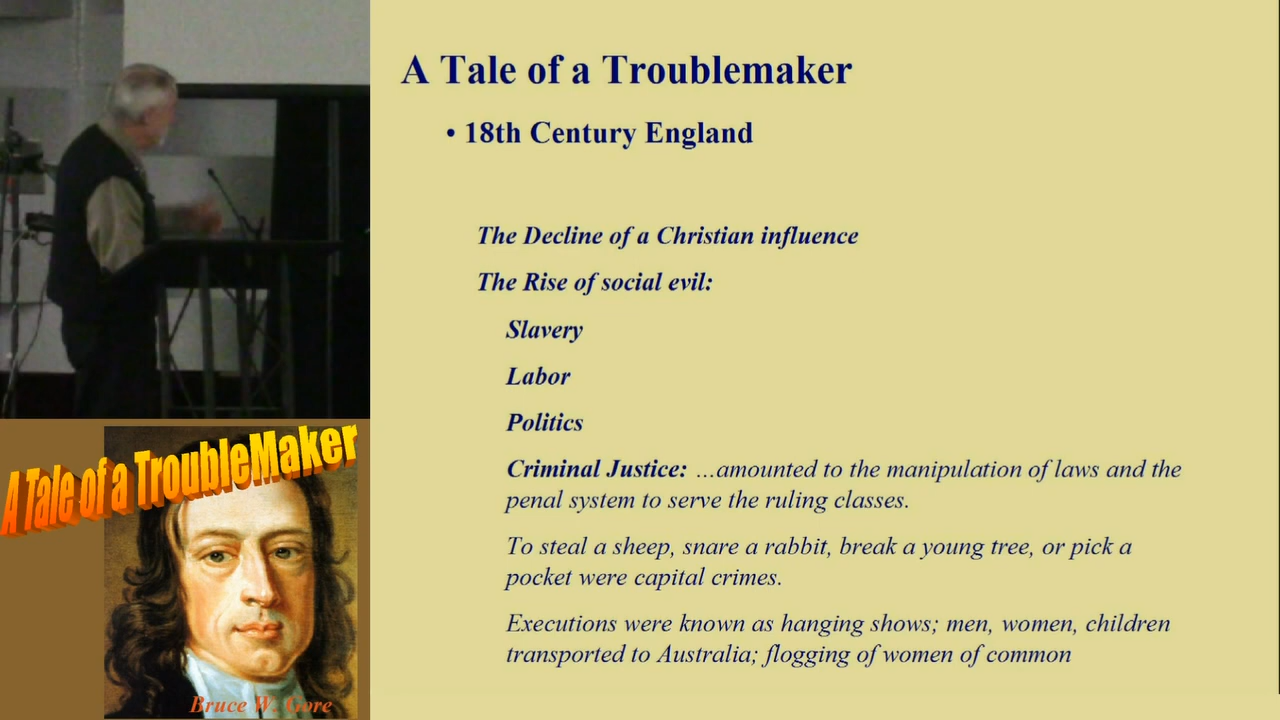 A Tale of a Troublemaker
• 18th Century England
The Decline of a Christian influence
The Rise of social evil:
Slavery
Labor
Politics
Criminal Justice: ...amounted to the manipulation of laws and the
penal system to serve the ruling classes.
To steal a sheep, snare a rabbit, break a young tree, or pick a
pocket were capital crimes.
Executions were known as hanging shows; men, women, children
transported to Australia; flogging of women of common
A Tale of a TroubleMaker
Bruce W. Gore